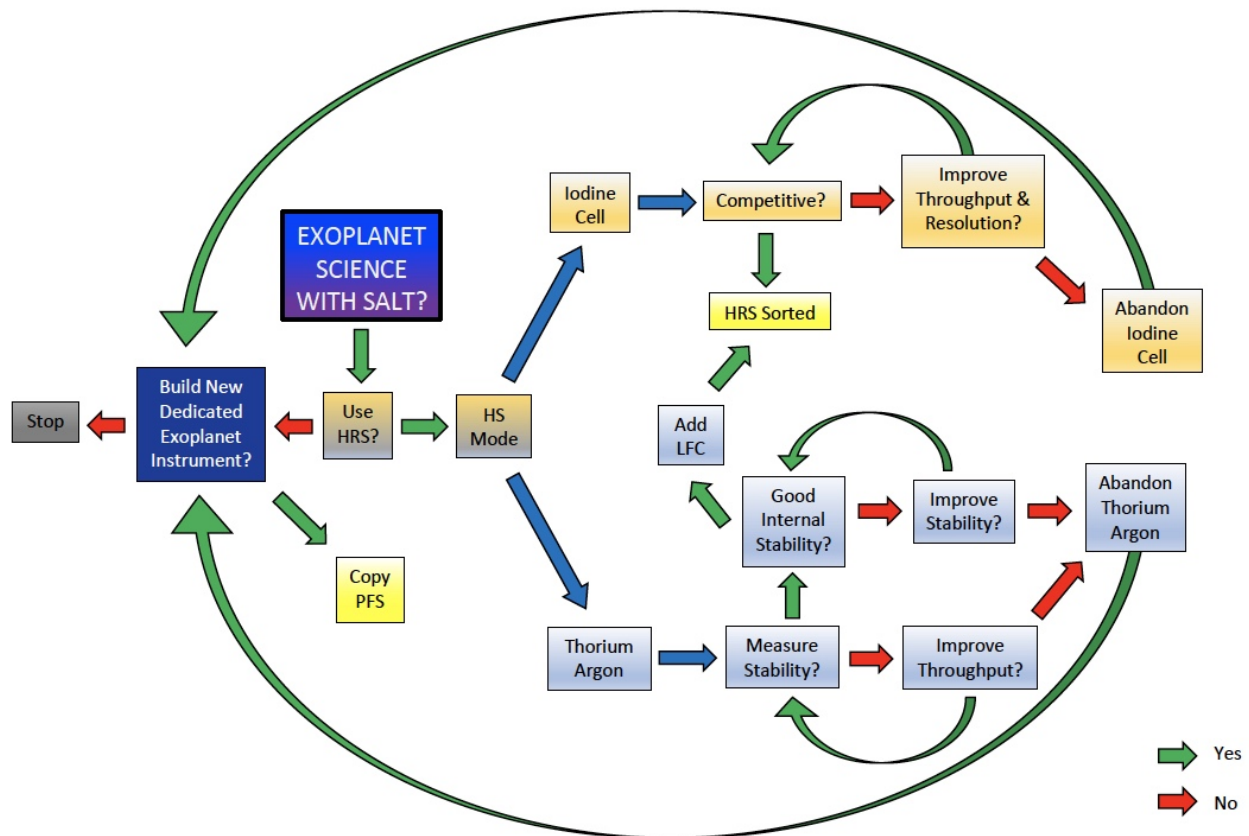 EXOPLANET
SCIENCE
WITH SALT?
Iodine
Cell
Competitive?
Improve
Throughput &
Resolution?
HRS Sorted
Abandon
Iodine
Cell
Stop
Build New
Dedicated
Exoplanet
Instrument?
Use
HRS?
HS
Mode
Add
LFC
Good
Internal
Stability?
Improve
Stability?
Abandon
Thorium
Argon
Copy
PFS
Thorium
Argon
Measure
Stability?
Improve
Throughput?
Yes
No